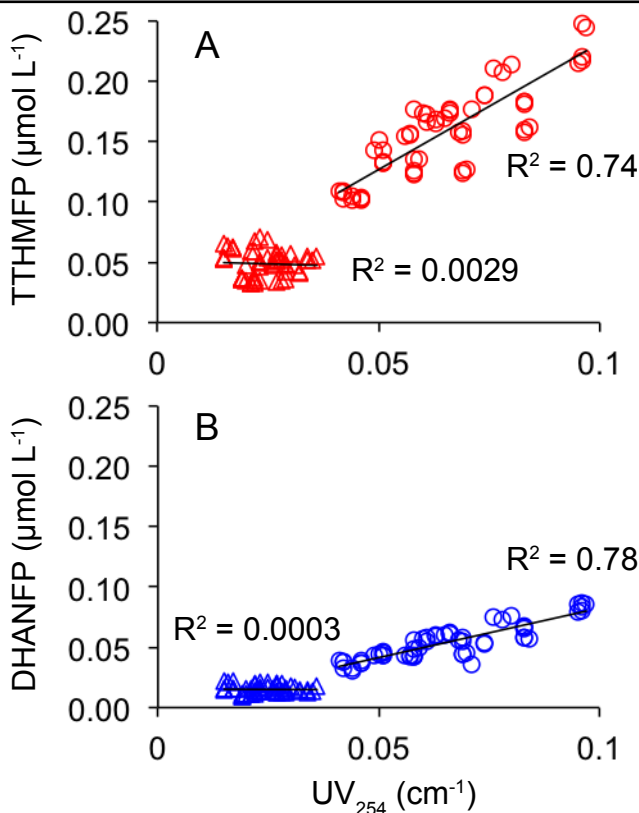 A
TTHMFP (µmol L⁻¹)
0.25
0.20
0.15
0.10
0.05
0.00
R² = 0.74
R² = 0.0029
0
0.05
0.1
B
DHANFP (µmol L⁻¹)
0.25
0.20
0.15
0.10
0.05
0.00
R² = 0.78
R² = 0.0003
0
0.05
0.1
UV₂₅₄ (cm⁻¹)